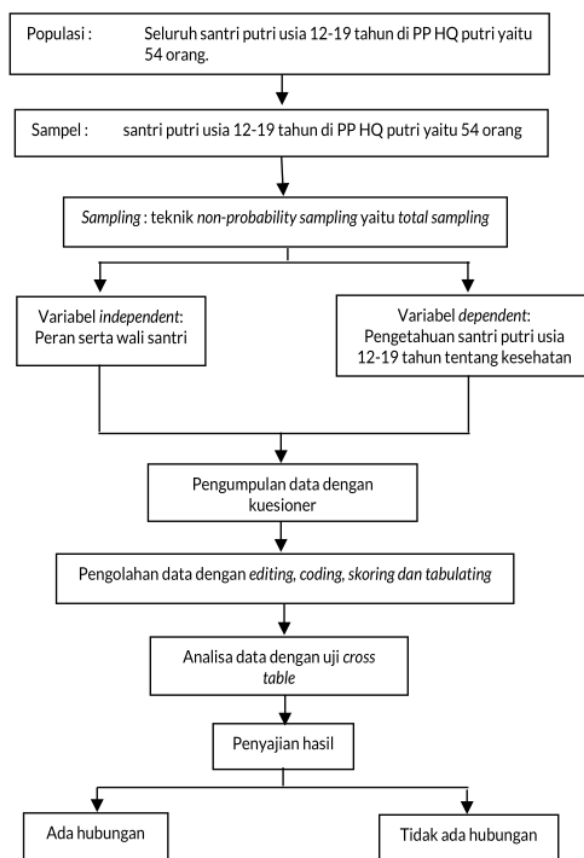 Populasi : Seluruh santri putri usia 12-19 tahun di PP HQ putri yaitu
54 orang.
Sampel : santri putri usia 12-19 tahun di PP HQ putri yaitu 54 orang
Sampling : teknik non-probability sampling yaitu total sampling
Variabel independent:
Peran serta wali santri
Variabel dependent:
Pengetahuan santri putri usia
12-19 tahun tentang kesehatan
Pengumpulan data dengan
kuesioner
Pengolahan data dengan editing, coding, skoring dan tabulating
Analisa data dengan uji cross
table
Penyajian hasil
Ada hubungan
Tidak ada hubungan